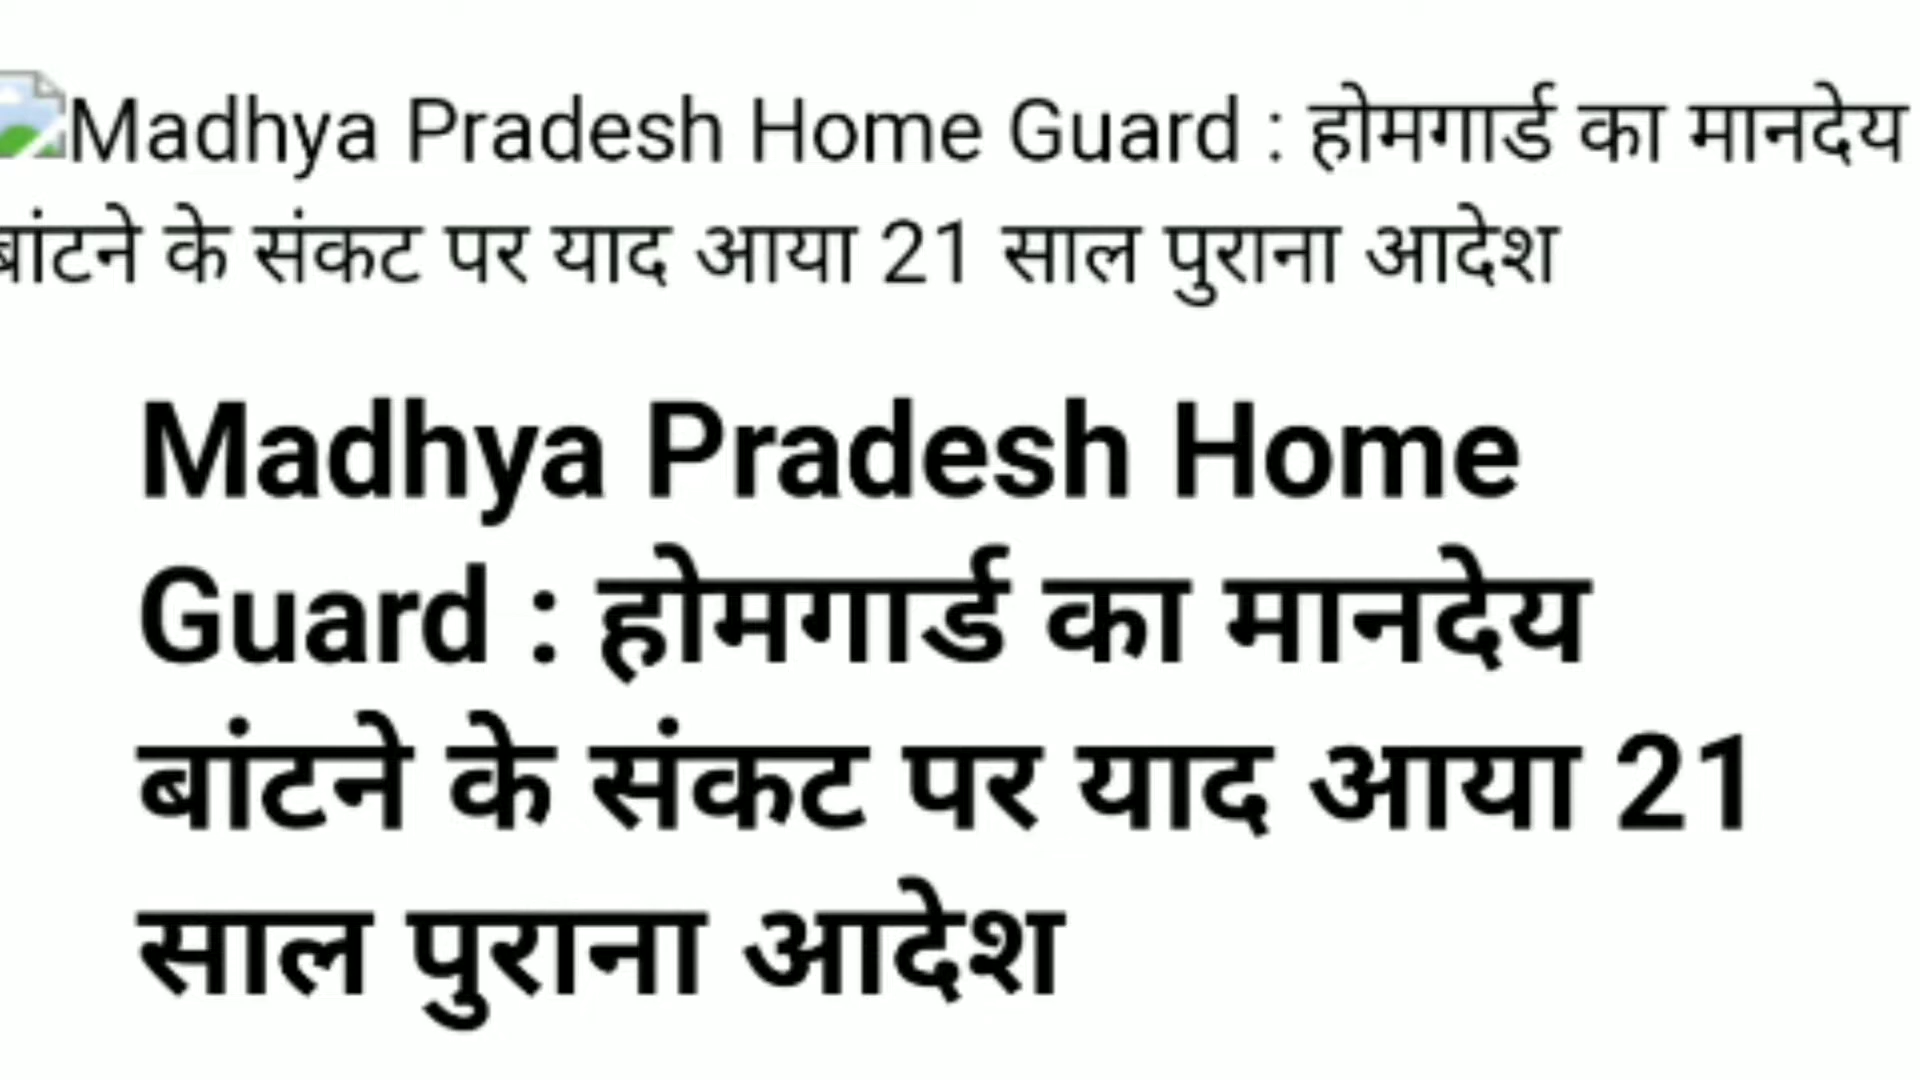 Madhya Pradesh Home Guard : होमगार्ड का मानदेय
बांटने के संकट पर याद आया 21 साल पुराना आदेश
Madhya Pradesh Home
Guard : होमगार्ड का मानदेय
बांटने के संकट पर याद आया 21
साल पुराना आदेश